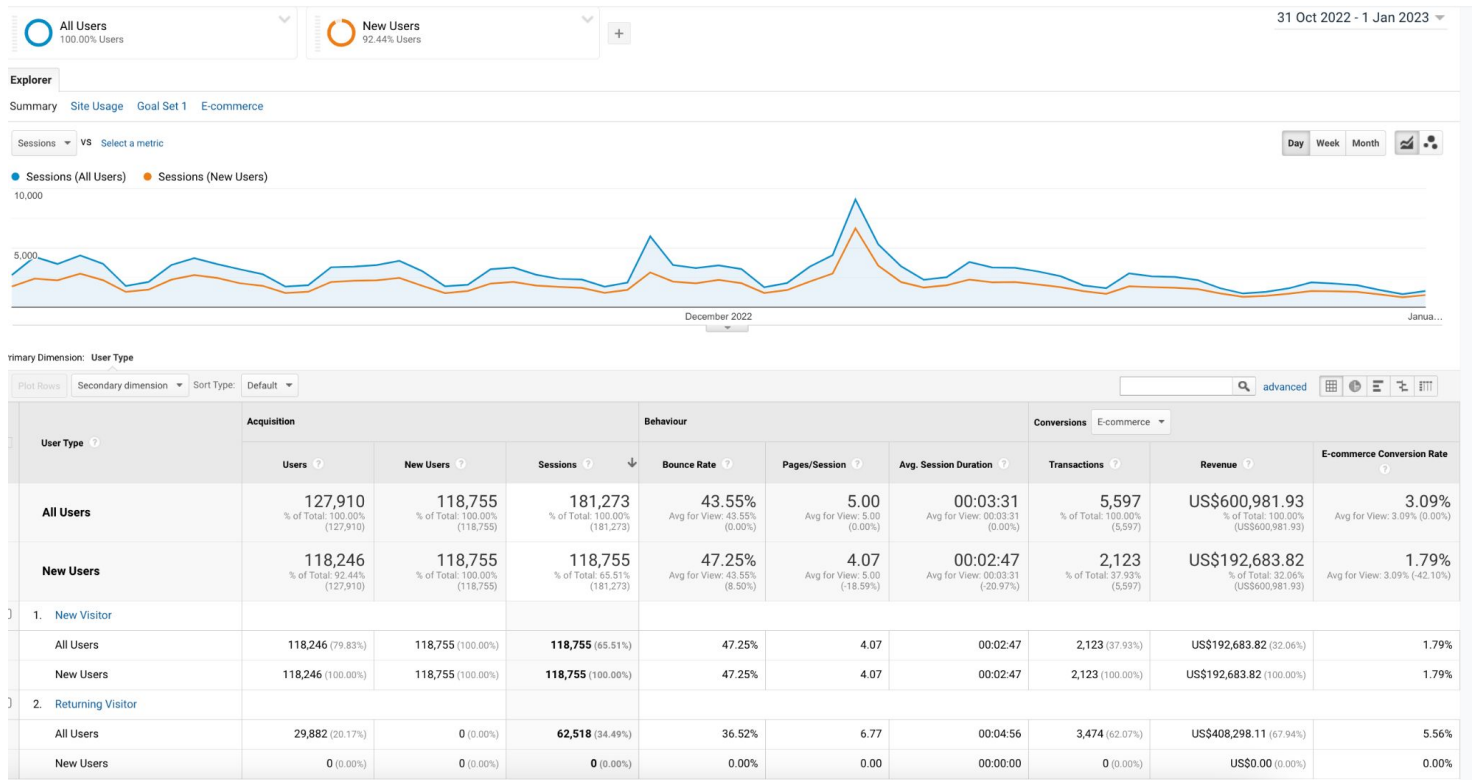 All Users
100.00% Users
New Users
92.44% Users
+
31 Oct 2022 - 1 Jan 2023
Explorer
Summary Site Usage Goal Set 1 E-commerce
Sessions VS Select a metric
Day Week Month
Sessions (All Users) Sessions (New Users)
10,000
5,000
December 2022
Janua...
rimary Dimension: User Type
Plot Rows Secondary dimension Sort Type: Default
advanced
User Type ? Acquisition Behaviour Conversions E-commerce
Users ? New Users ? Sessions ? Bounce Rate ? Pages/Session ? Avg. Session Duration ? Transactions ? Revenue ? E-commerce Conversion Rate ?
All Users 127,910 118,755 181,273 43.55% 5.00 00:03:31 5,597 US$600,981.93 3.09%
% of Total: 100.00% % of Total: 100.00% % of Total: 100.00% Avg for View: 43.55% Avg for View: 5.00 Avg for View: 00:03:31 % of Total: 100.00% % of Total: 100.00% Avg for View: 3.09% (0.00%)
(127,910) (118,755) (181,273) (0.00%) (0.00%) (0.00%) (5,597) (US$600,981.93)
New Users 118,246 118,755 118,755 47.25% 4.07 00:02:47 2,123 US$192,683.82 1.79%
% of Total: 92.44% % of Total: 100.00% % of Total: 65.51% Avg for View: 43.55% Avg for View: 5.00 Avg for View: 00:03:31 % of Total: 37.93% % of Total: 32.06% Avg for View: 3.09% (-42.10%)
(127,910) (118,755) (181,273) (8.50%) (-18.59%) (-20.97%) (5,597) (US$600,981.93)
1. New Visitor
All Users 118,246 (79.83%) 118,755 (100.00%) 118,755 (65.51%) 47.25% 4.07 00:02:47 2,123 (37.93%) US$192,683.82 (32.06%) 1.79%
New Users 118,246 (100.00%) 118,755 (100.00%) 118,755 (100.00%) 47.25% 4.07 00:02:47 2,123 (100.00%) US$192,683.82 (100.00%) 1.79%
2. Returning Visitor
All Users 29,882 (20.17%) 0 (0.00%) 62,518 (34.49%) 36.52% 6.77 00:04:56 3,474 (62.07%) US$408,298.11 (67.94%) 5.56%
New Users 0 (0.00%) 0 (0.00%) 0 (0.00%) 0.00% 0.00 00:00:00 0 (0.00%) US$0.00 (0.00%) 0.00%